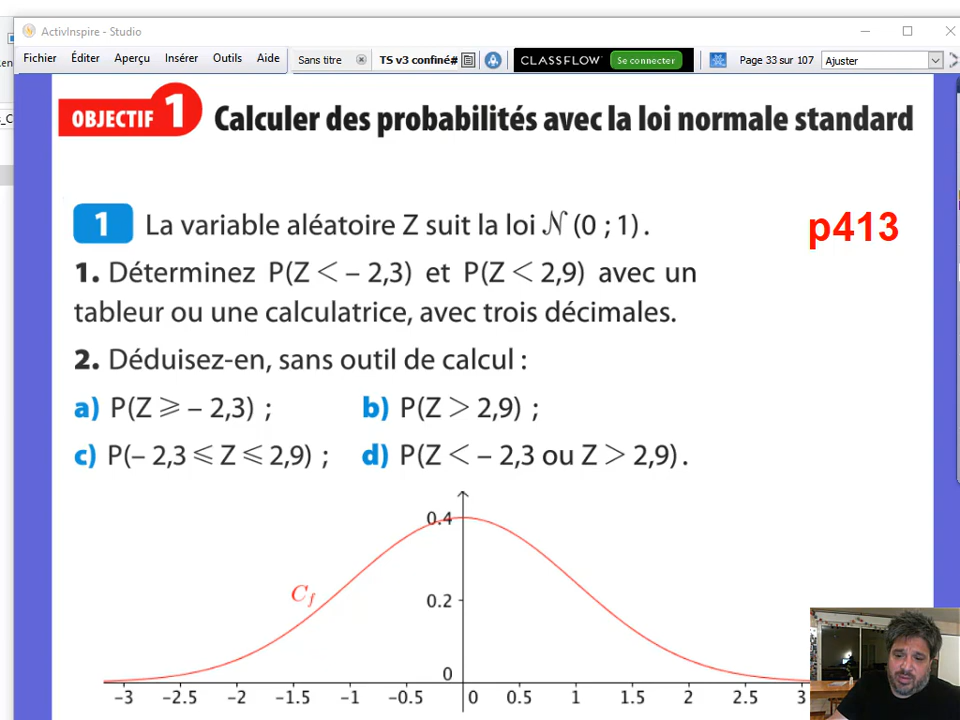 ActivInspire - Studio
Fichier Éditer Aperçu Insérer Outils Aide Sans titre TS v3 confiné# CLASSFLOW Se connecter Page 33 sur 107 Ajuster
OBJECTIF 1 Calculer des probabilités avec la loi normale standard
1 La variable aléatoire Z suit la loi 𝒩 (0 ; 1). p413
1. Déterminez P(Z < – 2,3) et P(Z < 2,9) avec un
tableur ou une calculatrice, avec trois décimales.
2. Déduisez-en, sans outil de calcul :
a) P(Z ⩾ – 2,3) ; b) P(Z > 2,9) ;
c) P(– 2,3 ⩽ Z ⩽ 2,9) ; d) P(Z < – 2,3 ou Z > 2,9).
0.4
C_f
0.2
0
–3 –2.5 –2 –1.5 –1 –0.5 0 0.5 1 1.5 2 2.5 3